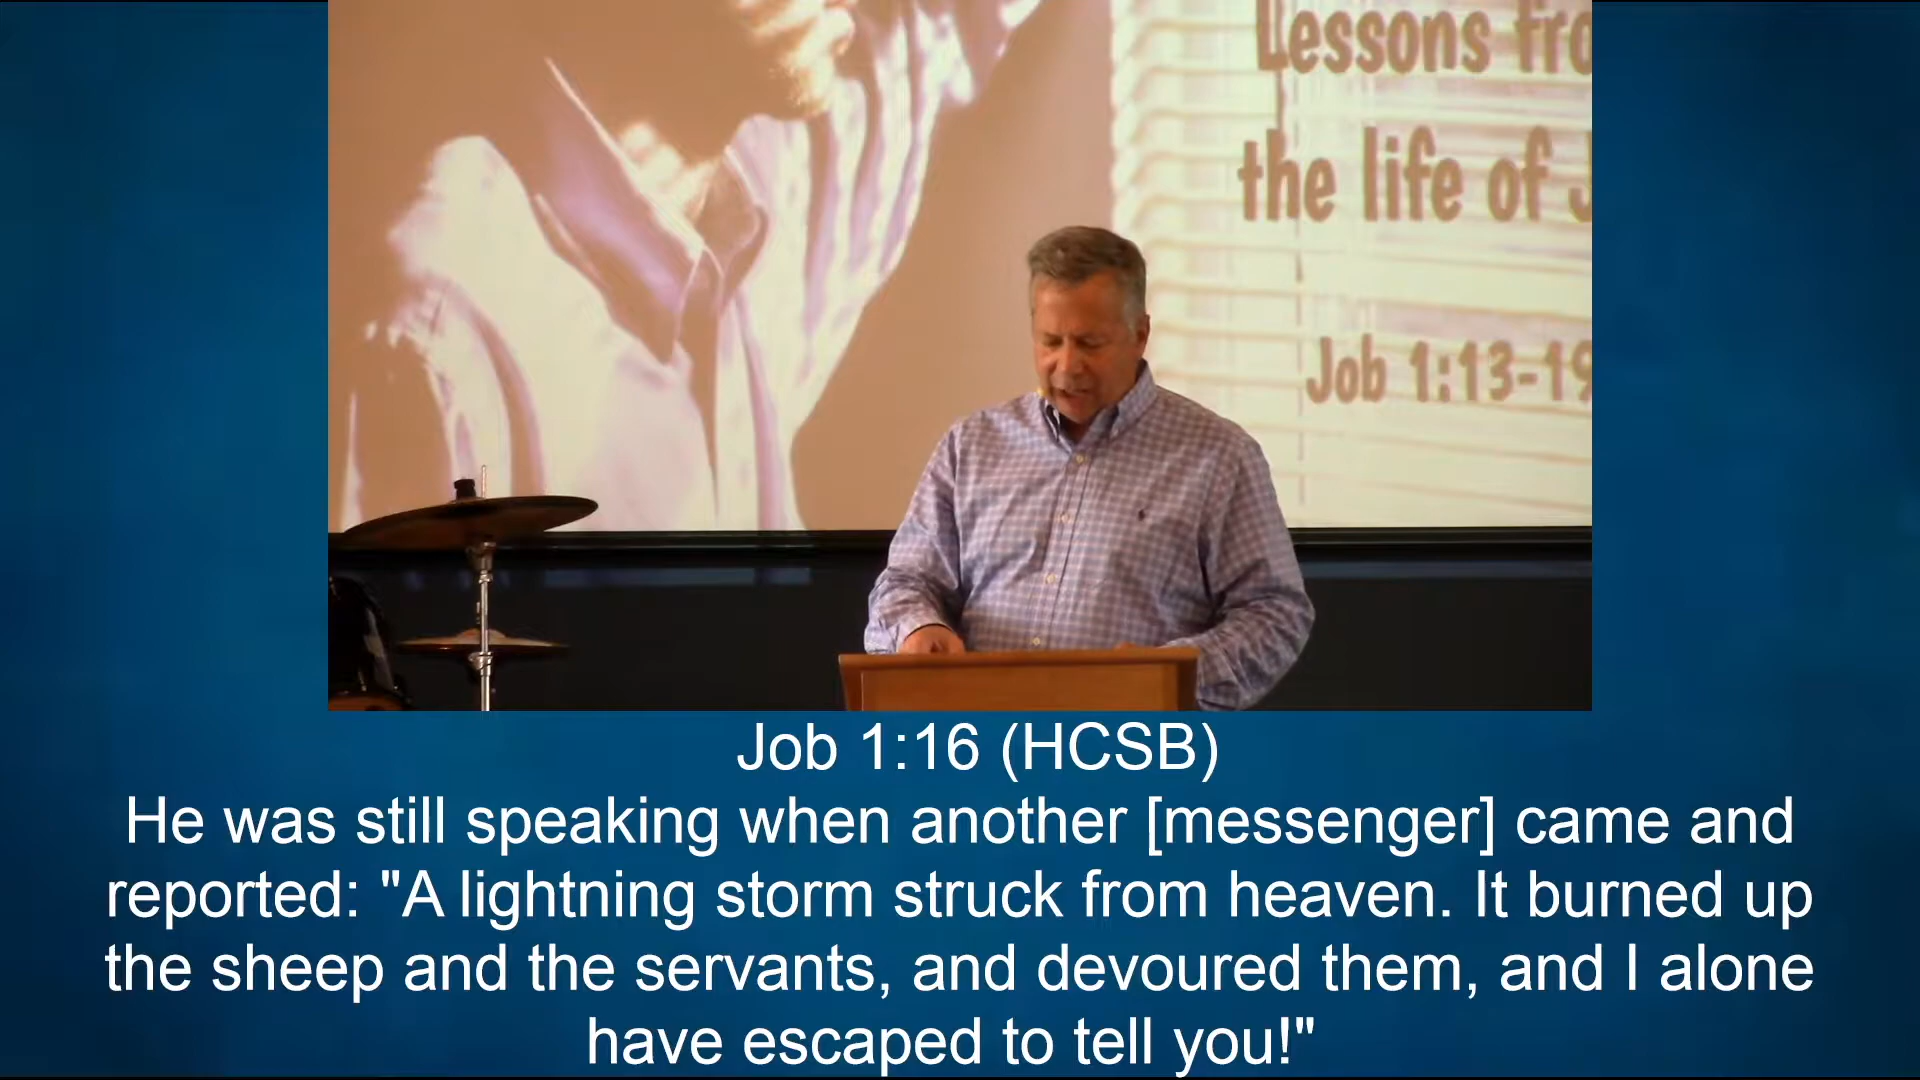 Lessons
the life of
Job 1:13-19
Job 1:16 (HCSB)
He was still speaking when another [messenger] came and
reported: "A lightning storm struck from heaven. It burned up
the sheep and the servants, and devoured them, and I alone
have escaped to tell you!"